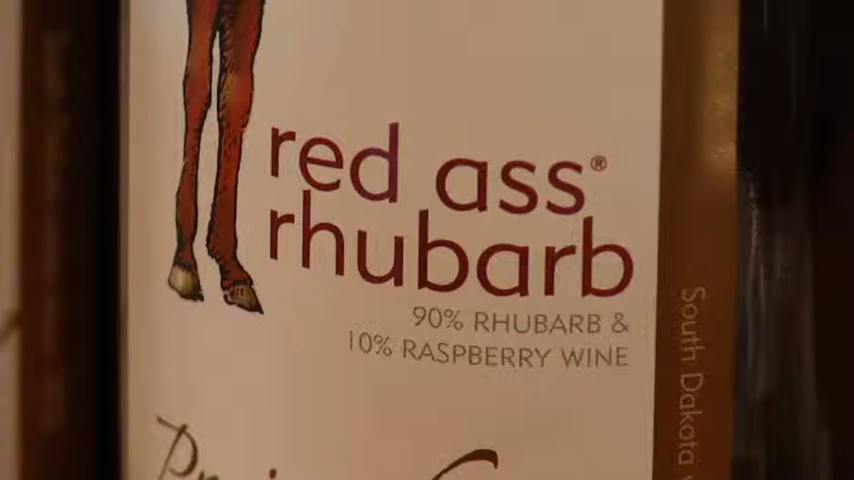 red ass®
rhubarb
90% RHUBARB &
10% RASPBERRY WINE
South Dakota